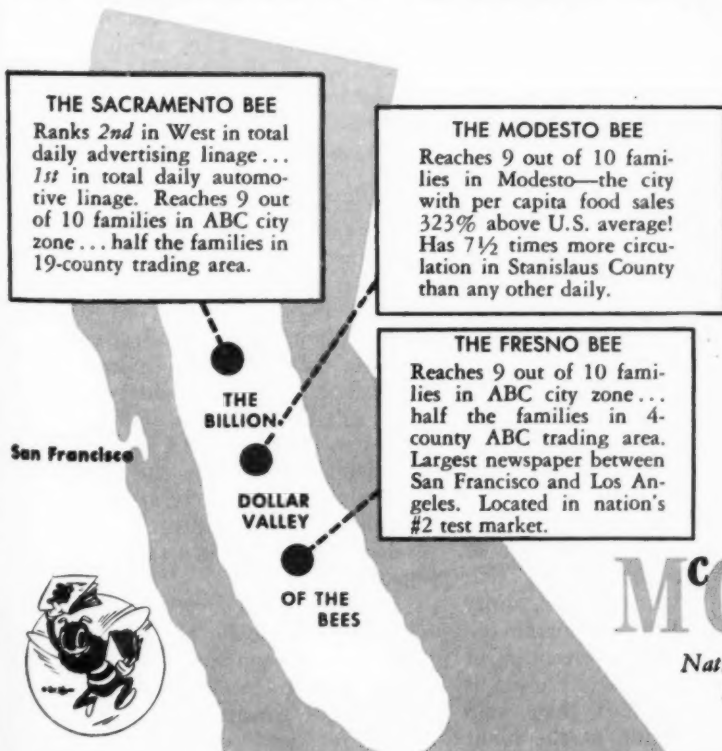 THE SACRAMENTO BEE
Ranks 2nd in West in total
daily advertising linage...
1st in total daily automo-
tive linage. Reaches 9 out
of 10 families in ABC city
zone... half the families in
19-county trading area.
THE MODESTO BEE
Reaches 9 out of 10 fami-
lies in Modesto—the city
with per capita food sales
323% above U.S. average!
Has 7½ times more circu-
lation in Stanislaus County
than any other daily.
THE FRESNO BEE
Reaches 9 out of 10 fami-
lies in ABC city zone...
half the families in 4-
county ABC trading area.
Largest newspaper between
San Francisco and Los An-
geles. Located in nation's
#2 test market.
San Francisco
THE
BILLION
DOLLAR
VALLEY
OF THE
BEES